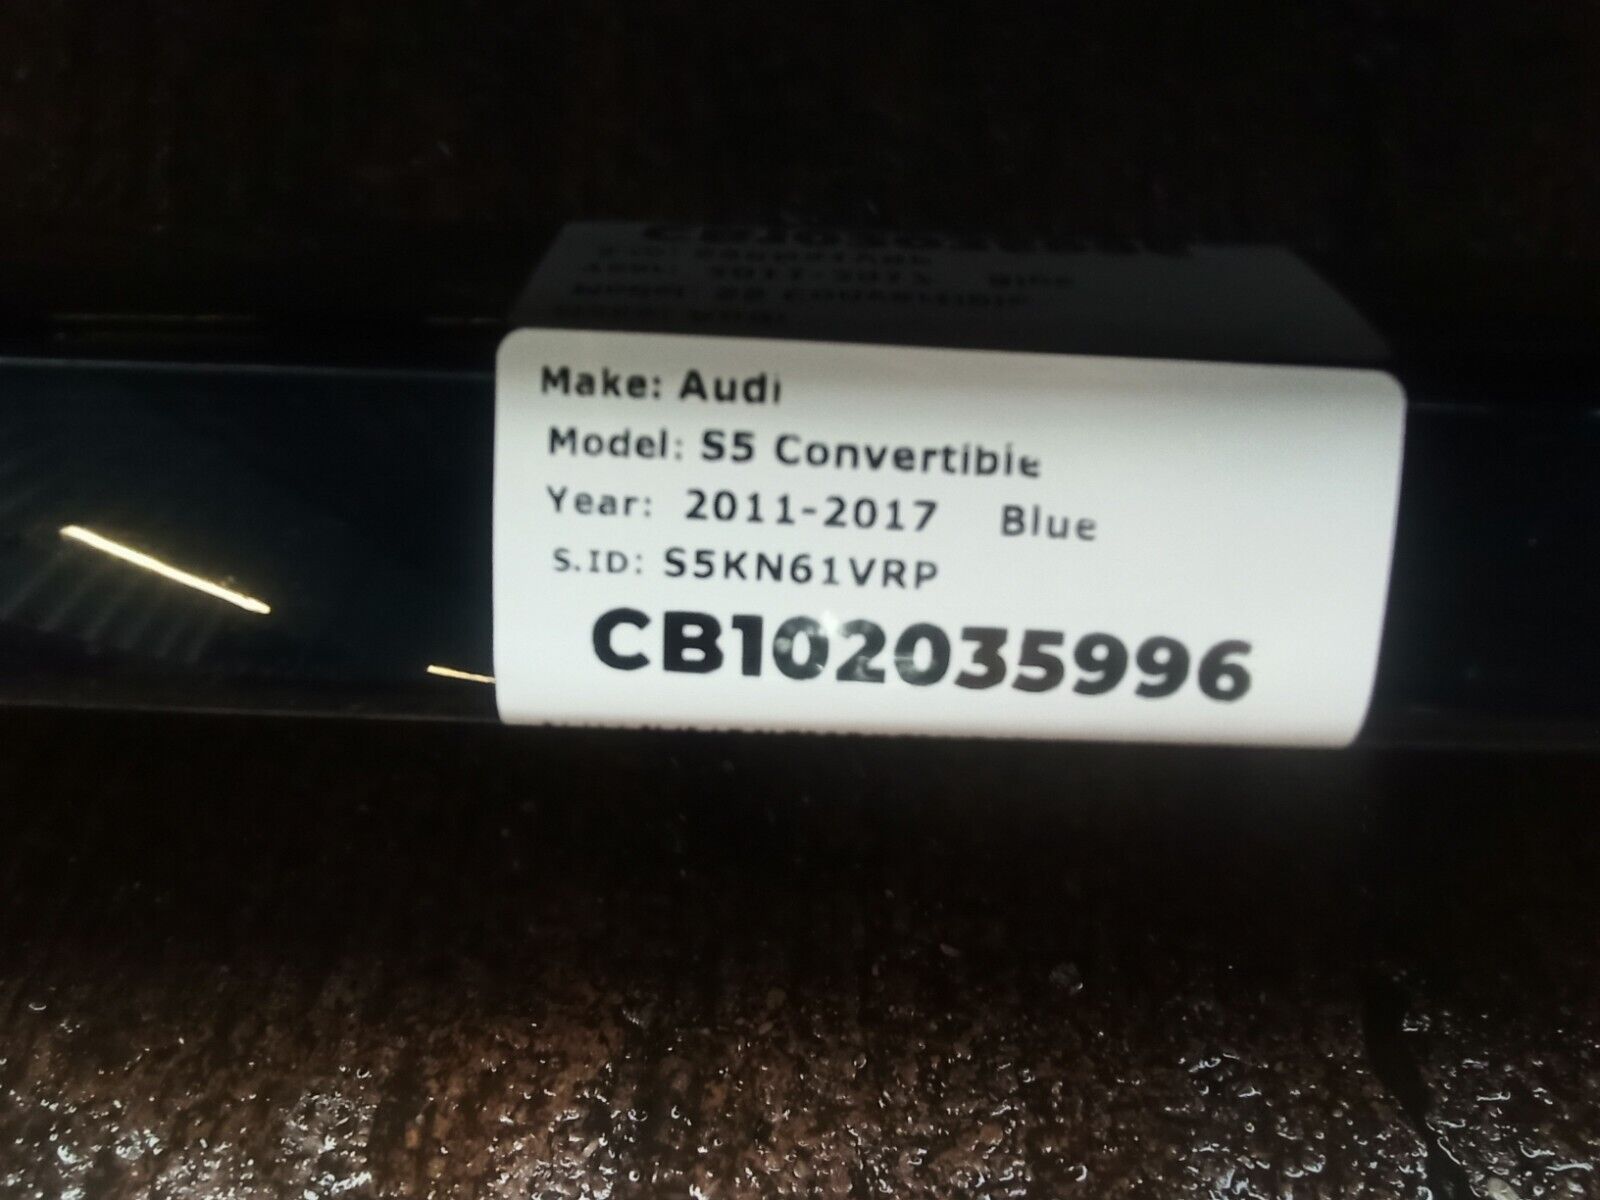 Make: Audi
Model: S5 Convertible
Year: 2011-2017 Blue
S.ID: S5KN61VRP
CB102035996